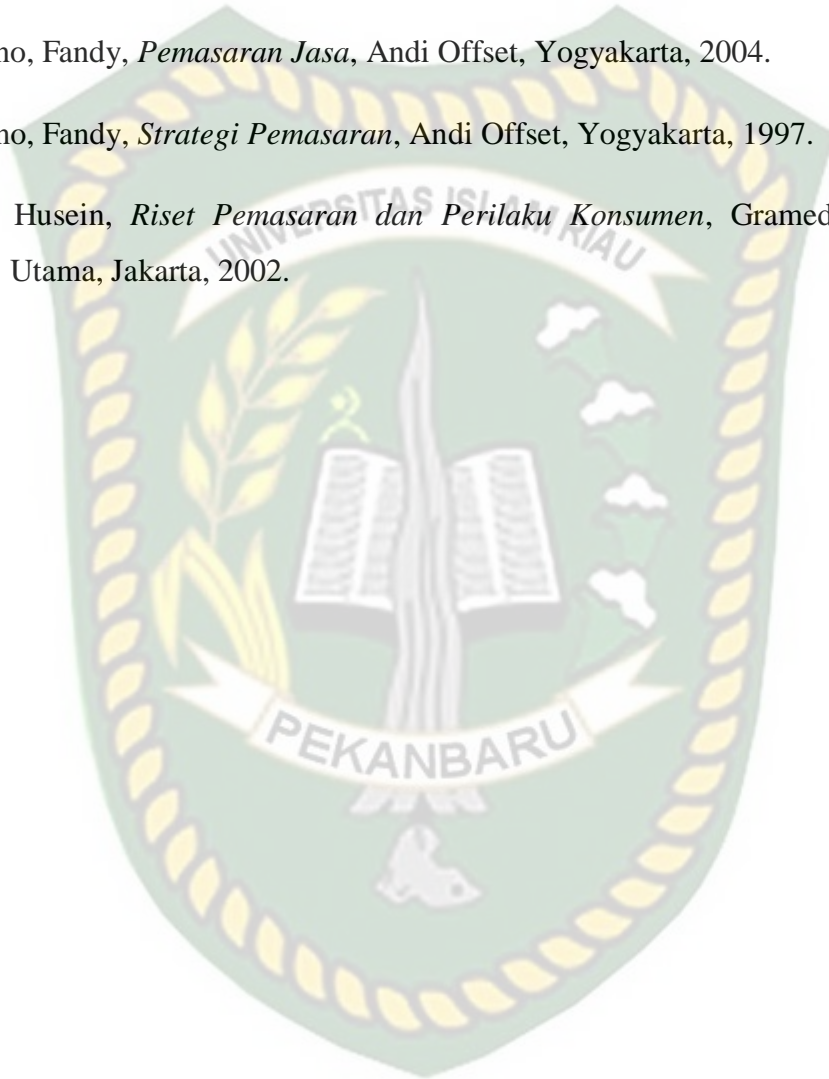 no, Fandy, Pemasaran Jasa, Andi Offset, Yogyakarta, 2004.
no, Fandy, Strategi Pemasaran, Andi Offset, Yogyakarta, 1997.
Husein, Riset Pemasaran dan Perilaku Konsumen, Gramed
Utama, Jakarta, 2002.
UNIVERSITAS ISLAM RIAU
PEKANBARU